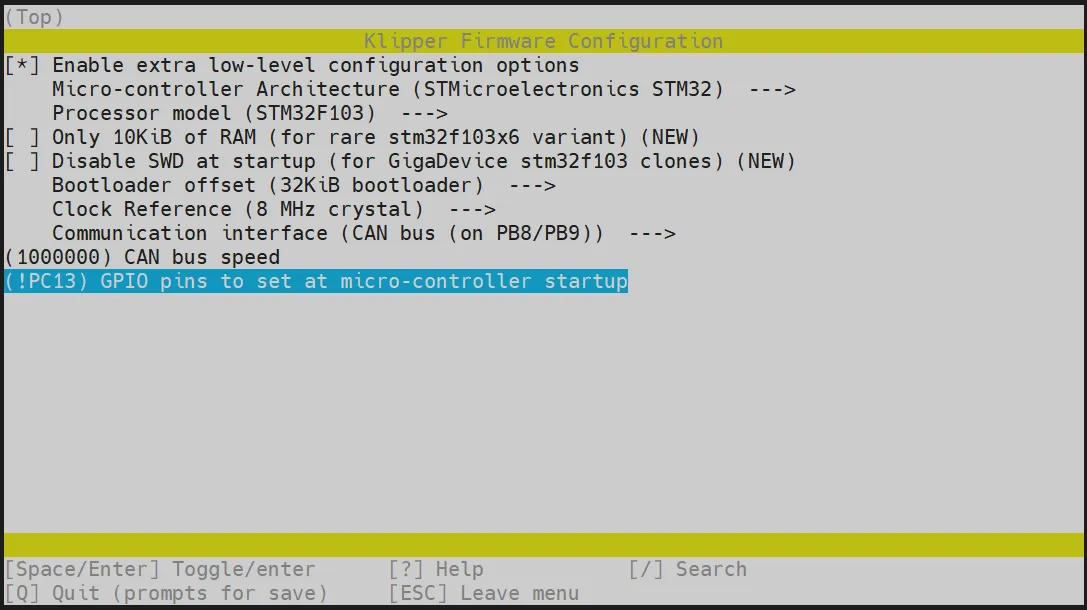 (Top)
Klipper Firmware Configuration
[*] Enable extra low-level configuration options
Micro-controller Architecture (STMicroelectronics STM32)  --->
Processor model (STM32F103)  --->
[ ] Only 10KiB of RAM (for rare stm32f103x6 variant) (NEW)
[ ] Disable SWD at startup (for GigaDevice stm32f103 clones) (NEW)
Bootloader offset (32KiB bootloader)  --->
Clock Reference (8 MHz crystal)  --->
Communication interface (CAN bus (on PB8/PB9))  --->
(1000000) CAN bus speed
(!PC13) GPIO pins to set at micro-controller startup
[Space/Enter] Toggle/enter      [?] Help            [/] Search
[Q] Quit (prompts for save)     [ESC] Leave menu